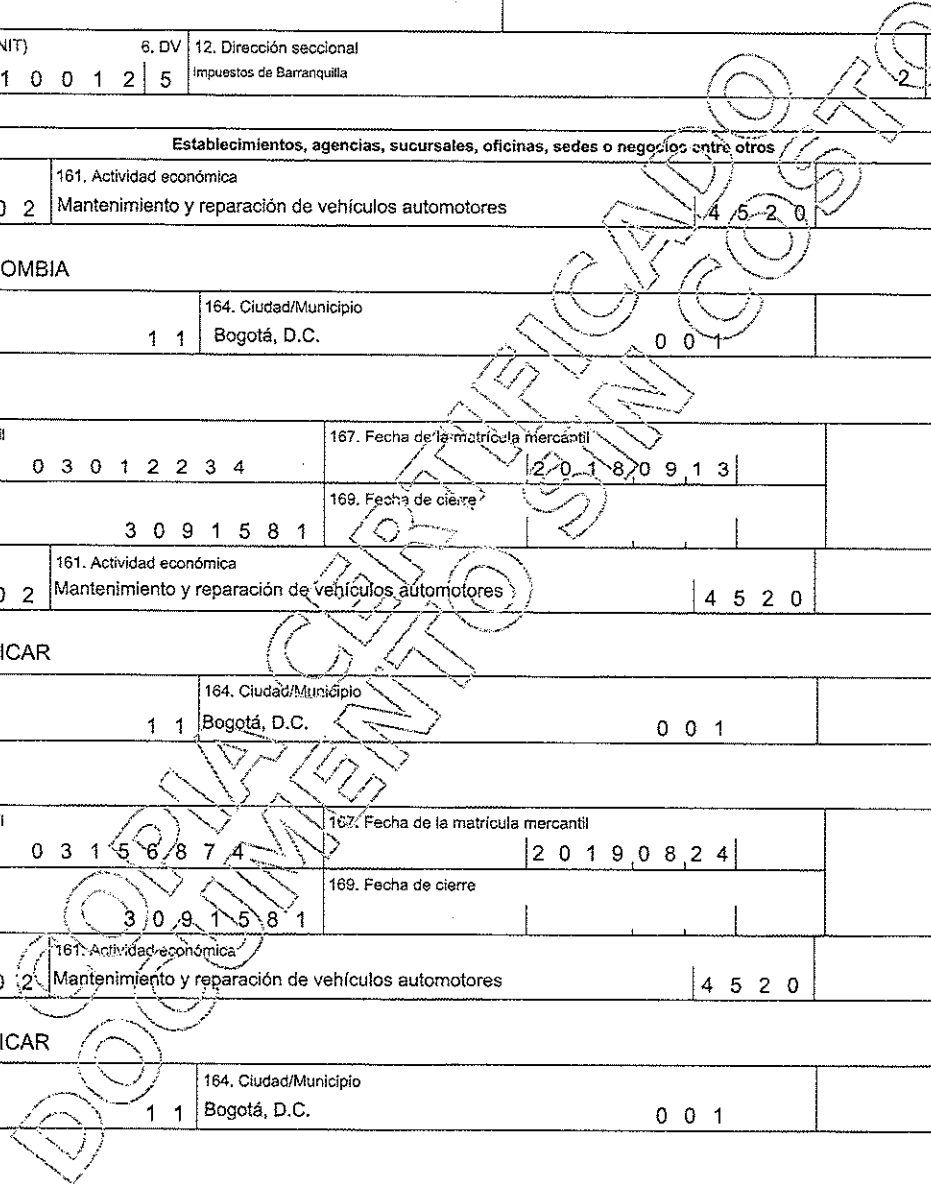 NIT) 6. DV 12. Dirección seccional
1 0 0 1 2 5 Impuestos de Barranquilla 2
Establecimientos, agencias, sucursales, oficinas, sedes o negocios entre otros
161. Actividad económica
0 2 Mantenimiento y reparación de vehículos automotores 4 5 2 0
OMBIA
164. Ciudad/Municipio
1 1 Bogotá, D.C. 0 0 1
167. Fecha de la matrícula mercantil
0 3 0 1 2 2 3 4 2 0 1 8 0 9 1 3
169. Fecha de cierre
3 0 9 1 5 8 1
161. Actividad económica
0 2 Mantenimiento y reparación de vehículos automotores 4 5 2 0
ICAR
164. Ciudad/Municipio
1 1 Bogotá, D.C. 0 0 1
167. Fecha de la matrícula mercantil
0 3 1 5 6 8 7 4 2 0 1 9 0 8 2 4
169. Fecha de cierre
3 0 9 1 5 8 1
161. Actividad económica
0 2 Mantenimiento y reparación de vehículos automotores 4 5 2 0
ICAR
164. Ciudad/Municipio
1 1 Bogotá, D.C. 0 0 1
COPIA CERTIFICADO
DOCUMENTO SIN COSTO